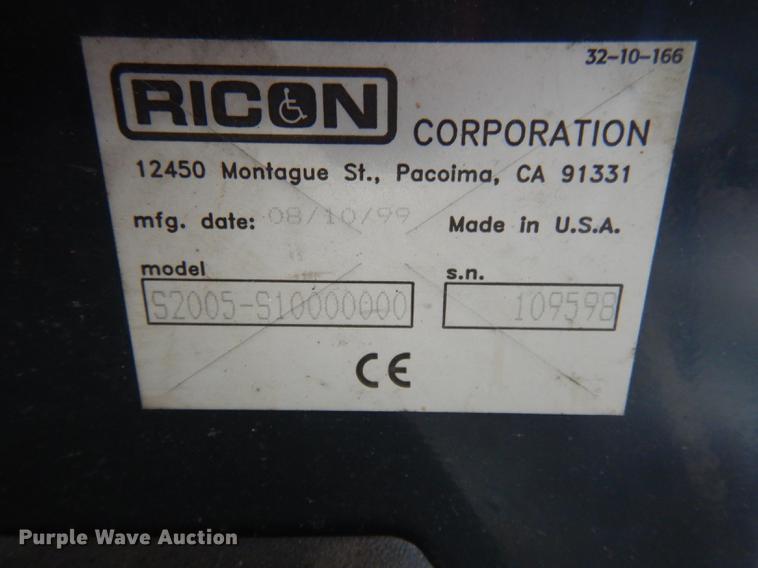 32-10-166
RICON CORPORATION
12450 Montague St., Pacoima, CA 91331
mfg. date: 08/10/99 Made in U.S.A.
model s.n.
S2005-S10000000 109598
CE
Purple Wave Auction